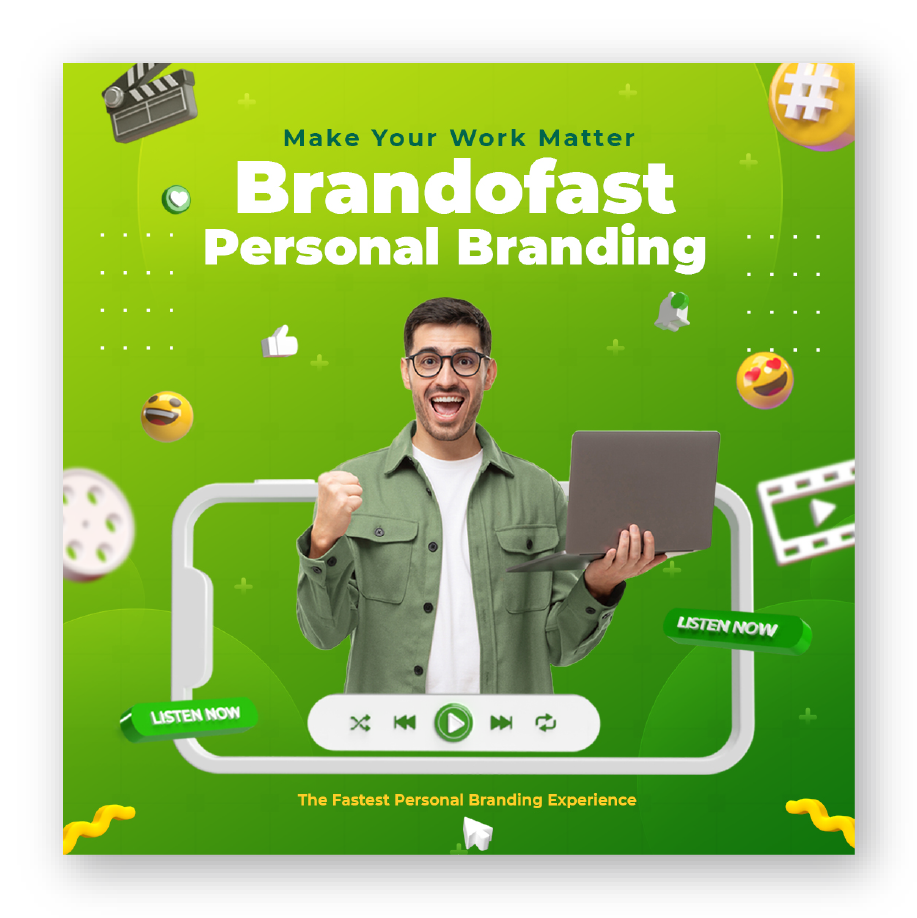 Make Your Work Matter
Brandofast
Personal Branding
LISTEN NOW
LISTEN NOW
The Fastest Personal Branding Experience